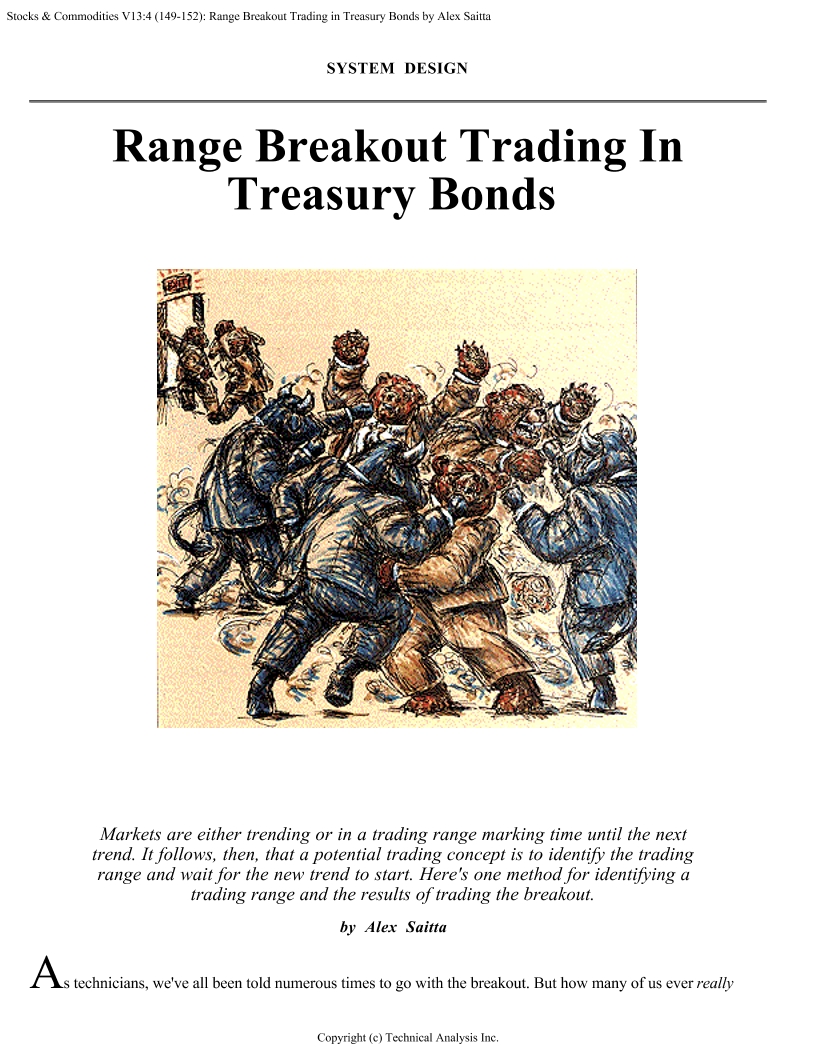 Stocks & Commodities V13:4 (149-152): Range Breakout Trading in Treasury Bonds by Alex Saitta
SYSTEM DESIGN
Range Breakout Trading In
Treasury Bonds
EXIT
Markets are either trending or in a trading range marking time until the next
trend. It follows, then, that a potential trading concept is to identify the trading
range and wait for the new trend to start. Here's one method for identifying a
trading range and the results of trading the breakout.
by Alex Saitta
As technicians, we've all been told numerous times to go with the breakout. But how many of us ever really
Copyright (c) Technical Analysis Inc.